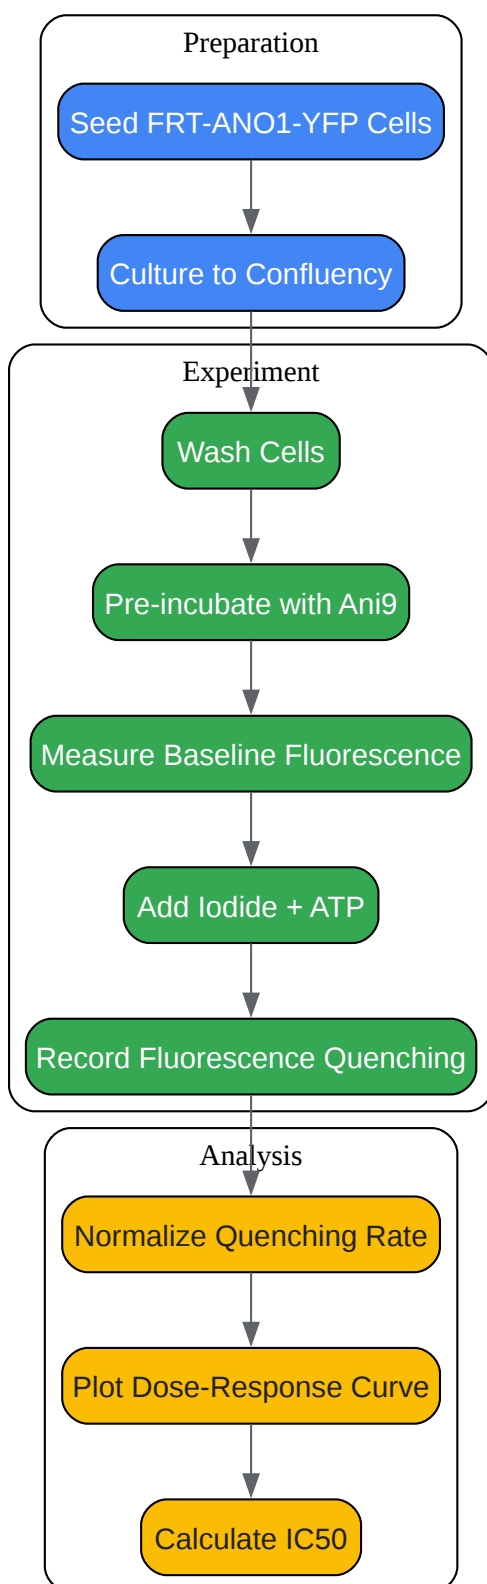 Preparation
Seed FRT-ANO1-YFP Cells
Culture to Confluency
Experiment
Wash Cells
Pre-incubate with Ani9
Measure Baseline Fluorescence
Add Iodide + ATP
Record Fluorescence Quenching
Analysis
Normalize Quenching Rate
Plot Dose-Response Curve
Calculate IC50